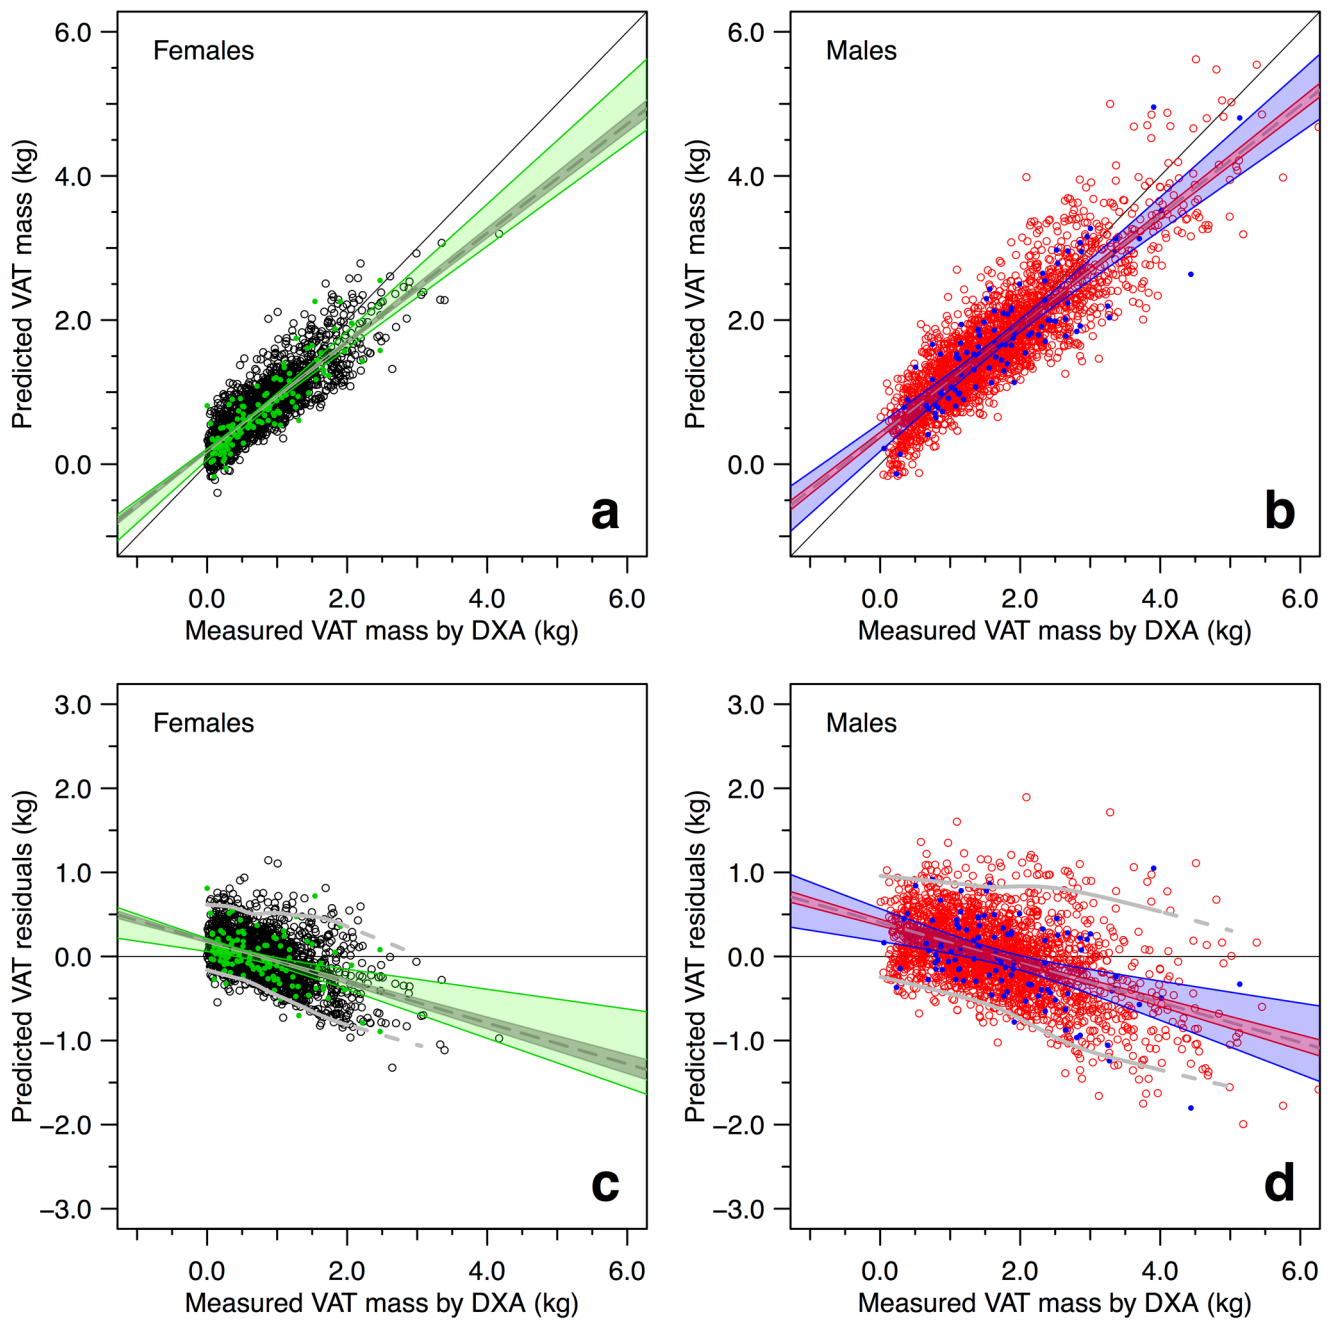 Females
Predicted VAT mass (kg)
6.0
4.0
2.0
0.0
a
0.0 2.0 4.0 6.0
Measured VAT mass by DXA (kg)
Males
Predicted VAT mass (kg)
6.0
4.0
2.0
0.0
b
0.0 2.0 4.0 6.0
Measured VAT mass by DXA (kg)
Females
Predicted VAT residuals (kg)
3.0
2.0
1.0
0.0
−1.0
−2.0
−3.0
c
0.0 2.0 4.0 6.0
Measured VAT mass by DXA (kg)
Males
Predicted VAT residuals (kg)
3.0
2.0
1.0
0.0
−1.0
−2.0
−3.0
d
0.0 2.0 4.0 6.0
Measured VAT mass by DXA (kg)